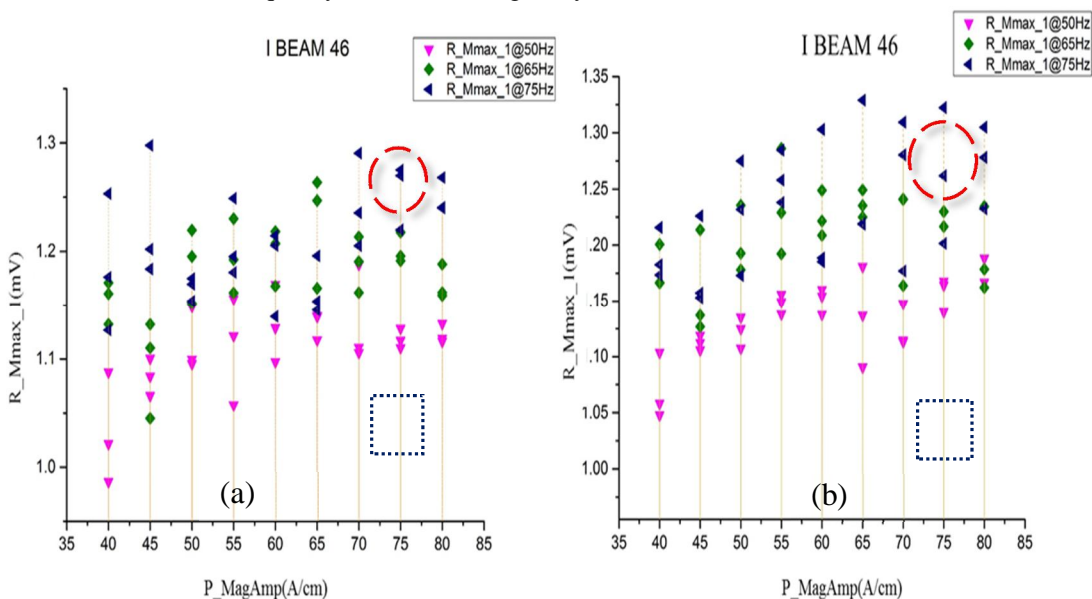 I BEAM 46
R_Mmax_1@50Hz
R_Mmax_1@65Hz
R_Mmax_1@75Hz
R_Mmax_1(mV)
1.3
1.2
1.1
1.0
(a)
35 40 45 50 55 60 65 70 75 80 85
P_MagAmp(A/cm)
I BEAM 46
R_Mmax_1@50Hz
R_Mmax_1@65Hz
R_Mmax_1@75Hz
R_Mmax_1(mV)
1.35
1.30
1.25
1.20
1.15
1.10
1.05
1.00
(b)
35 40 45 50 55 60 65 70 75 80 85
P_MagAmp(A/cm)